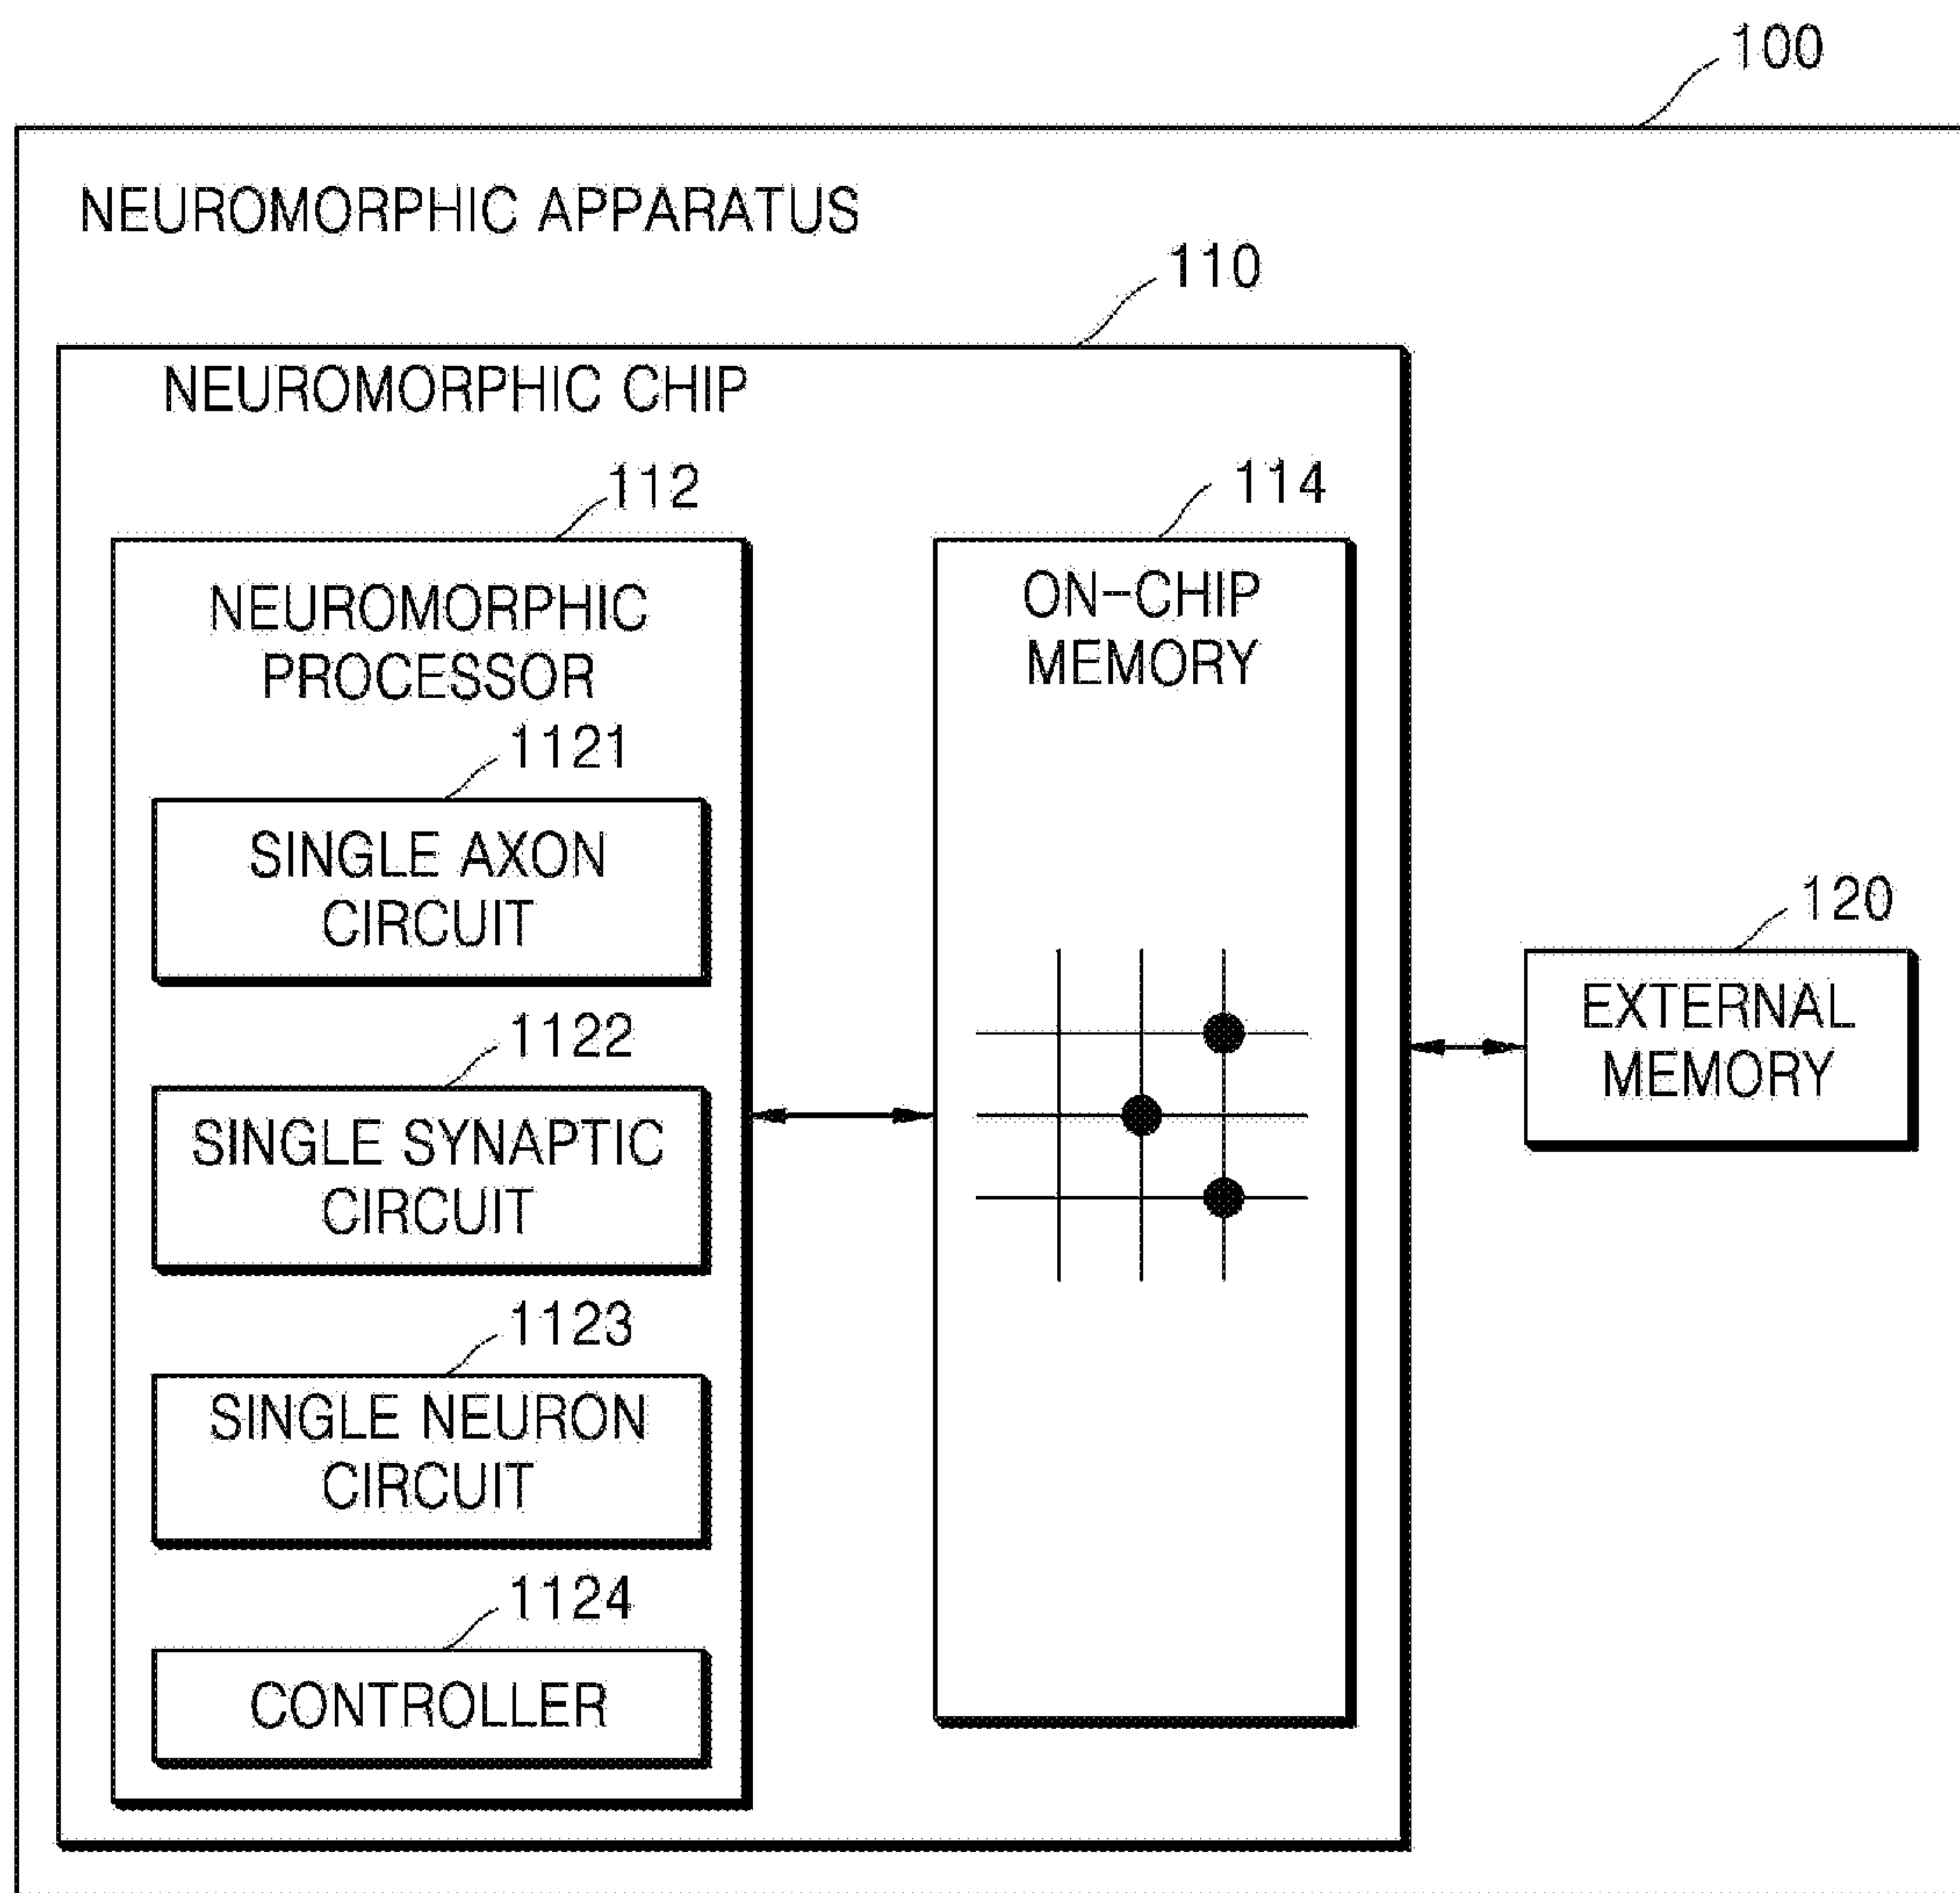 100
NEUROMORPHIC APPARATUS
110
NEUROMORPHIC CHIP
112
NEUROMORPHIC
PROCESSOR
1121
SINGLE AXON
CIRCUIT
1122
SINGLE SYNAPTIC
CIRCUIT
1123
SINGLE NEURON
CIRCUIT
1124
CONTROLLER
114
ON-CHIP
MEMORY
120
EXTERNAL
MEMORY